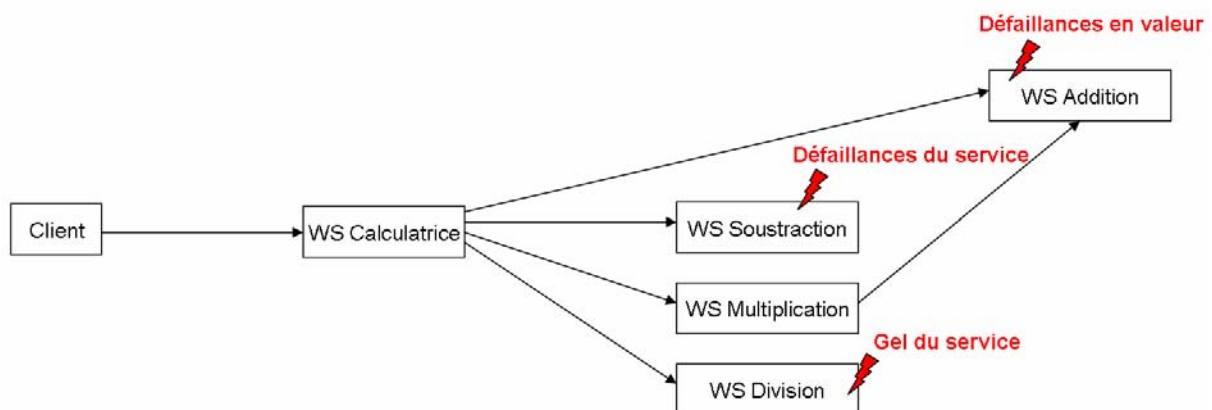 Défaillances en valeur
WS Addition
Défaillances du service
Client
WS Calculatrice
WS Soustraction
WS Multiplication
Gel du service
WS Division